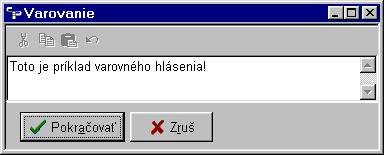 Varovanie
Toto je príklad varovného hlásenia!
Pokračovať
Zruš